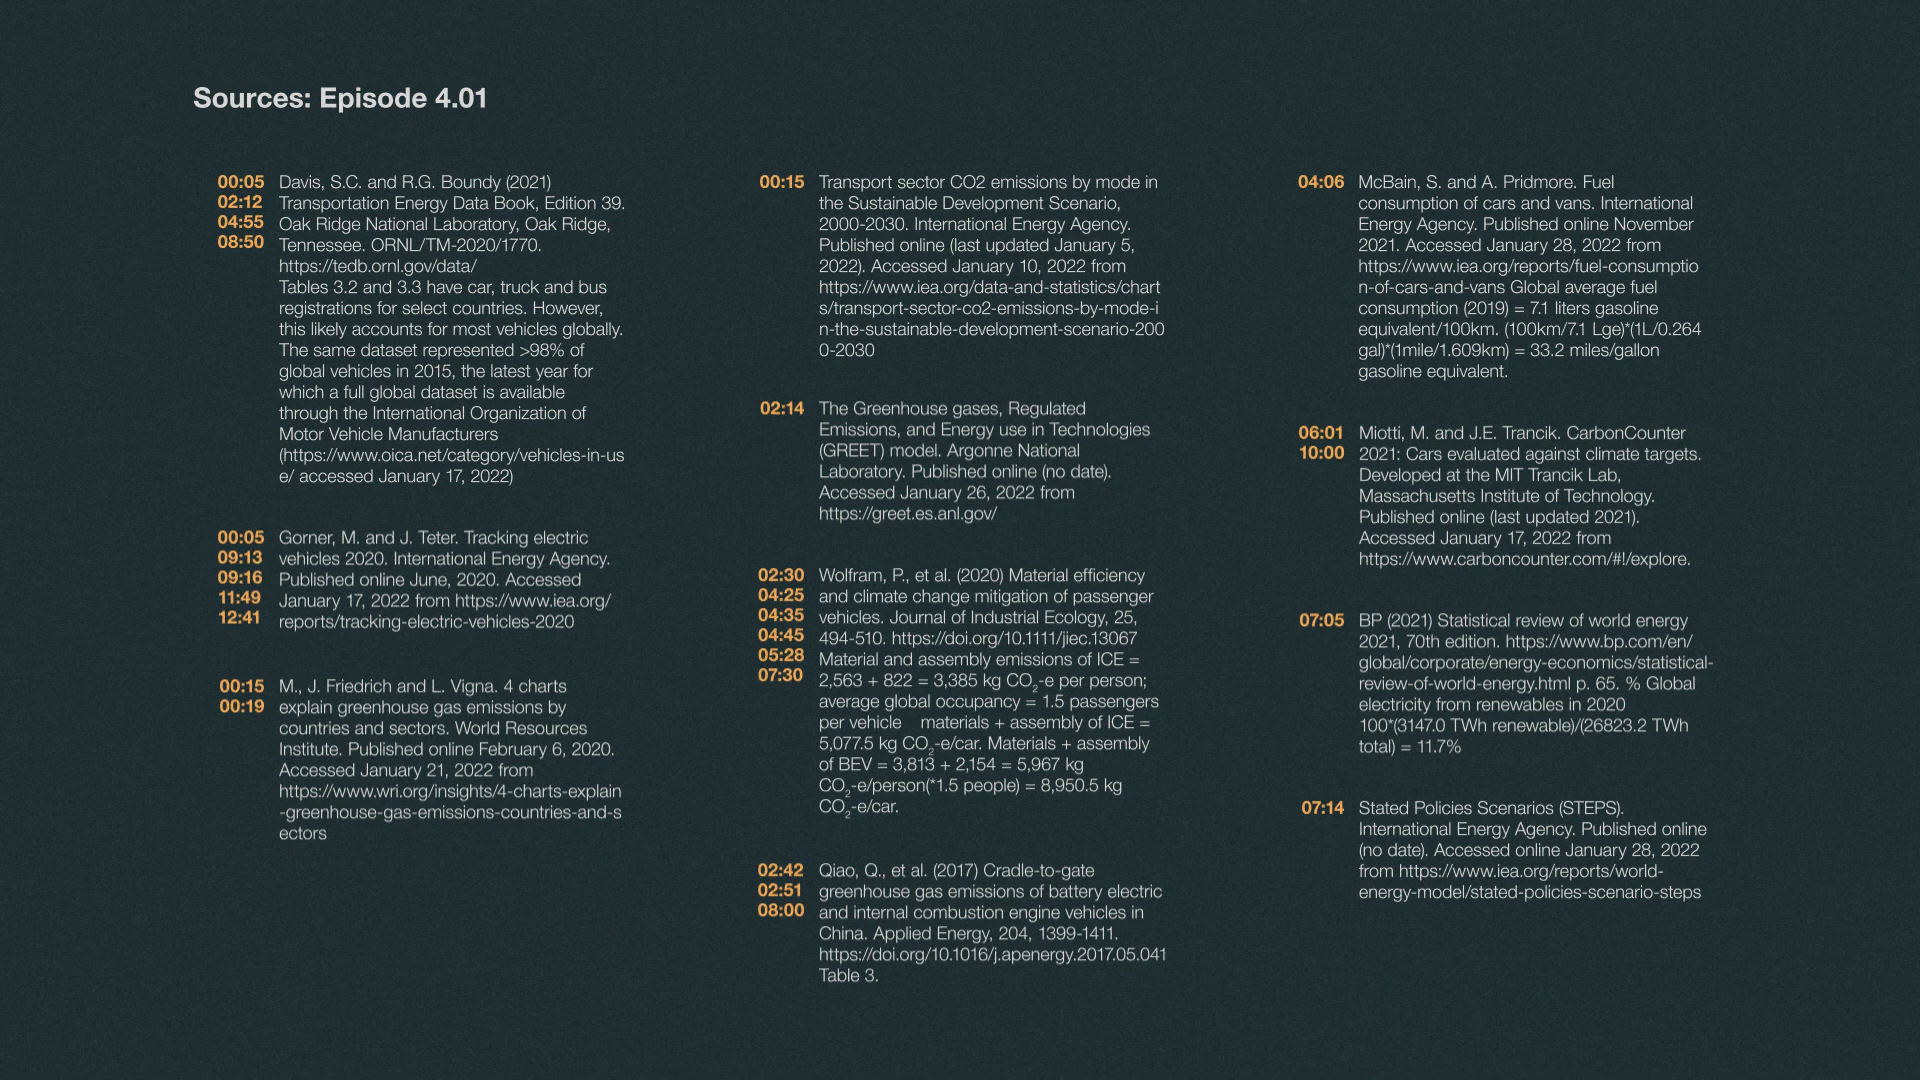 Sources: Episode 4.01
00:05 Davis, S.C. and R.G. Boundy (2021)
02:12 Transportation Energy Data Book, Edition 39.
04:55 Oak Ridge National Laboratory, Oak Ridge,
08:50 Tennessee. ORNL/TM-2020/1770.
https://tedb.ornl.gov/data/
Tables 3.2 and 3.3 have car, truck and bus
registrations for select countries. However,
this likely accounts for most vehicles globally.
The same dataset represented >98% of
global vehicles in 2015, the latest year for
which a full global dataset is available
through the International Organization of
Motor Vehicle Manufacturers
(https://www.oica.net/category/vehicles-in-us
e/ accessed January 17, 2022)
00:05 Gorner, M. and J. Teter. Tracking electric
09:13 vehicles 2020. International Energy Agency.
09:16 Published online June, 2020. Accessed
11:49 January 17, 2022 from https://www.iea.org/
12:41 reports/tracking-electric-vehicles-2020
00:15 M., J. Friedrich and L. Vigna. 4 charts
00:19 explain greenhouse gas emissions by
countries and sectors. World Resources
Institute. Published online February 6, 2020.
Accessed January 21, 2022 from
https://www.wri.org/insights/4-charts-explain
-greenhouse-gas-emissions-countries-and-s
ectors
00:15 Transport sector CO2 emissions by mode in
the Sustainable Development Scenario,
2000-2030. International Energy Agency.
Published online (last updated January 5,
2022). Accessed January 10, 2022 from
https://www.iea.org/data-and-statistics/chart
s/transport-sector-co2-emissions-by-mode-i
n-the-sustainable-development-scenario-200
0-2030
02:14 The Greenhouse gases, Regulated
Emissions, and Energy use in Technologies
(GREET) model. Argonne National
Laboratory. Published online (no date).
Accessed January 26, 2022 from
https://greet.es.anl.gov/
02:30 Wolfram, P., et al. (2020) Material efficiency
04:25 and climate change mitigation of passenger
04:35 vehicles. Journal of Industrial Ecology, 25,
04:45 494-510. https://doi.org/10.1111/jiec.13067
05:28 Material and assembly emissions of ICE =
07:30 2,563 + 822 = 3,385 kg CO₂-e per person;
average global occupancy = 1.5 passengers
per vehicle materials + assembly of ICE =
5,077.5 kg CO₂-e/car. Materials + assembly
of BEV = 3,813 + 2,154 = 5,967 kg
CO₂-e/person(*1.5 people) = 8,950.5 kg
CO₂-e/car.
02:42 Qiao, Q., et al. (2017) Cradle-to-gate
02:51 greenhouse gas emissions of battery electric
08:00 and internal combustion engine vehicles in
China. Applied Energy, 204, 1399-1411.
https://doi.org/10.1016/j.apenergy.2017.05.041
Table 3.
04:06 McBain, S. and A. Pridmore. Fuel
consumption of cars and vans. International
Energy Agency. Published online November
2021. Accessed January 28, 2022 from
https://www.iea.org/reports/fuel-consumptio
n-of-cars-and-vans Global average fuel
consumption (2019) = 7.1 liters gasoline
equivalent/100km. (100km/7.1 Lge)*(1L/0.264
gal)*(1mile/1.609km) = 33.2 miles/gallon
gasoline equivalent.
06:01 Miotti, M. and J.E. Trancik. CarbonCounter
10:00 2021: Cars evaluated against climate targets.
Developed at the MIT Trancik Lab,
Massachusetts Institute of Technology.
Published online (last updated 2021).
Accessed January 17, 2022 from
https://www.carboncounter.com/#!/explore.
07:05 BP (2021) Statistical review of world energy
2021, 70th edition. https://www.bp.com/en/
global/corporate/energy-economics/statistical-
review-of-world-energy.html p. 65. % Global
electricity from renewables in 2020
100*(3147.0 TWh renewable)/(26823.2 TWh
total) = 11.7%
07:14 Stated Policies Scenarios (STEPS).
International Energy Agency. Published online
(no date). Accessed online January 28, 2022
from https://www.iea.org/reports/world-
energy-model/stated-policies-scenario-steps